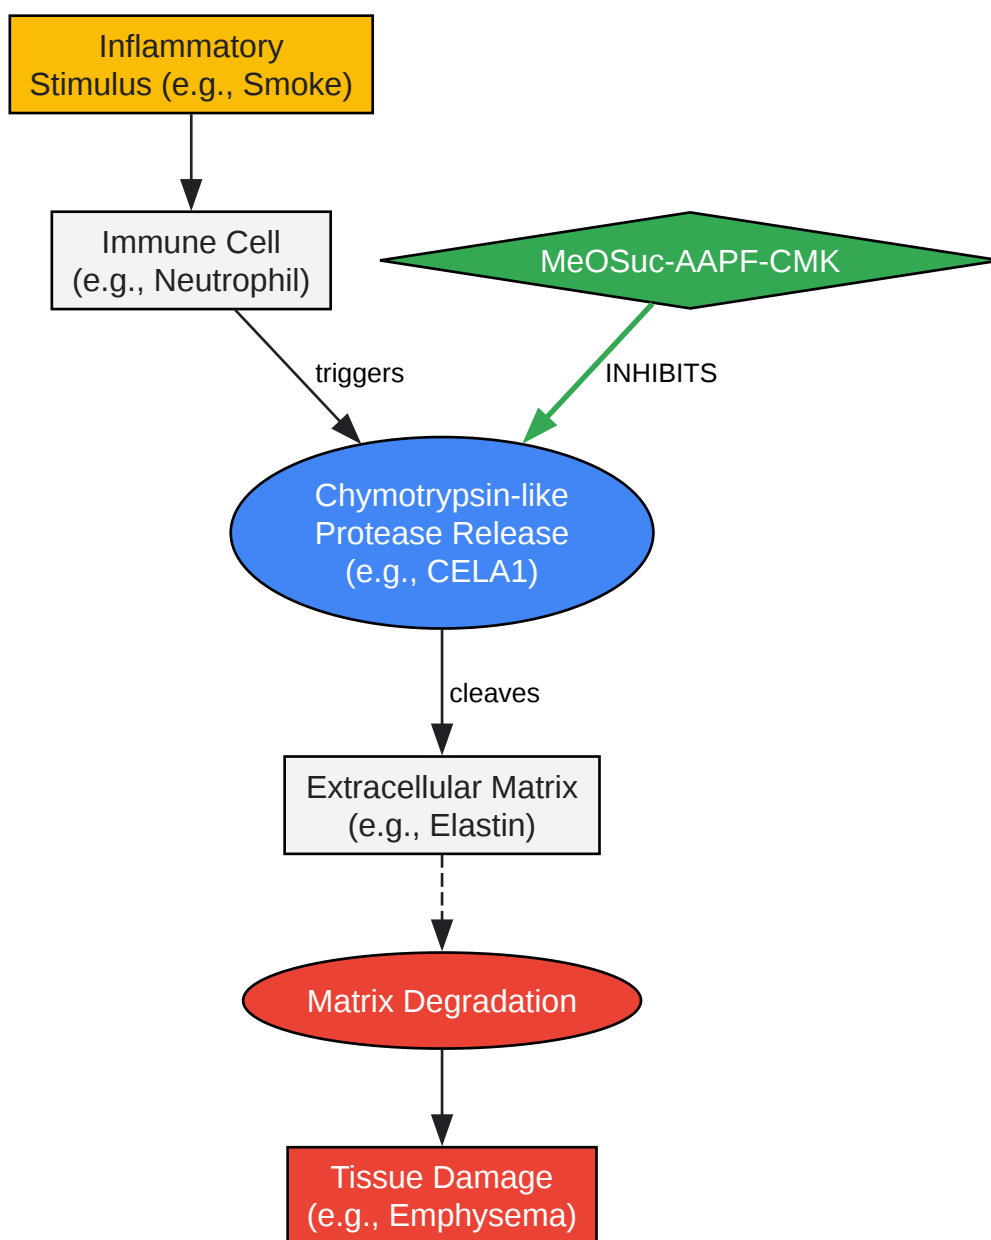 Inflammatory
Stimulus (e.g., Smoke)
Immune Cell
(e.g., Neutrophil)
MeOSuc-AAPF-CMK
triggers
INHIBITS
Chymotrypsin-like
Protease Release
(e.g., CELA1)
cleaves
Extracellular Matrix
(e.g., Elastin)
Matrix Degradation
Tissue Damage
(e.g., Emphysema)